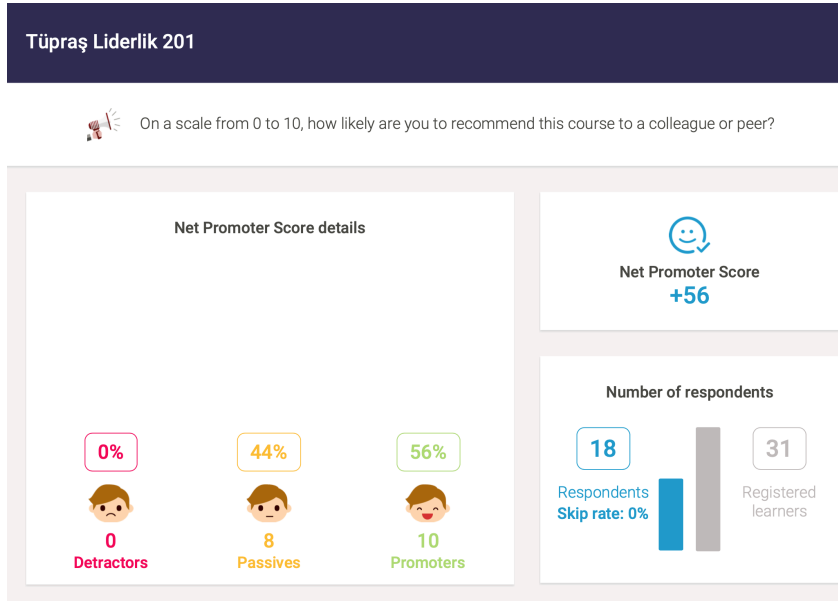 Tüpraş Liderlik 201
On a scale from 0 to 10, how likely are you to recommend this course to a colleague or peer?
Net Promoter Score details
0%
44%
56%
0
8
10
Detractors
Passives
Promoters
Net Promoter Score
+56
Number of respondents
18
31
Respondents
Skip rate: 0%
Registered
learners